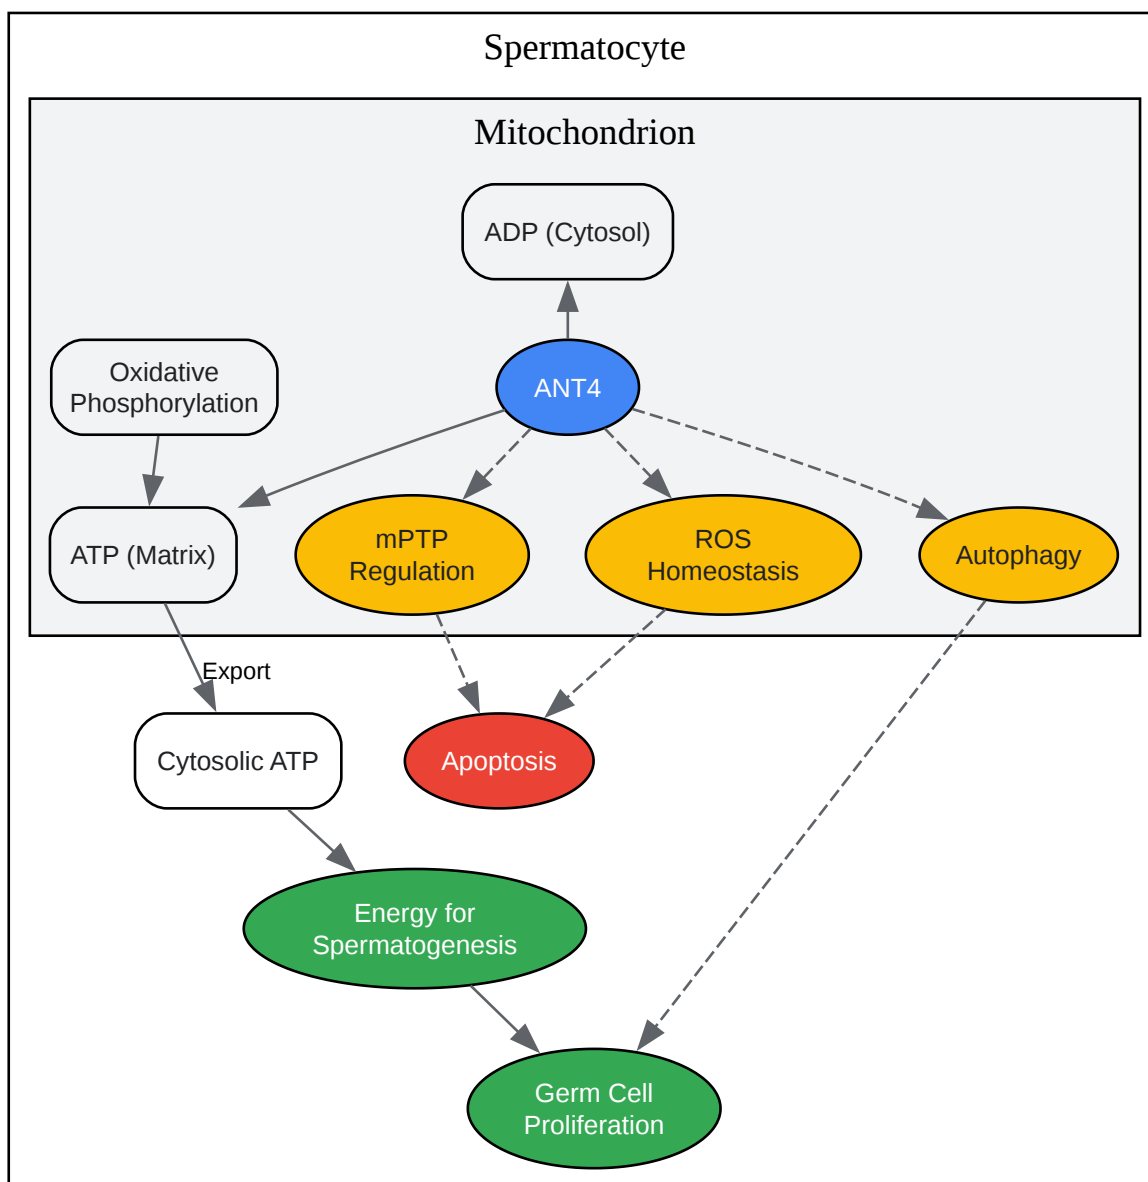 Spermatocyte
Mitochondrion
ADP (Cytosol)
Oxidative
Phosphorylation
ANT4
ATP (Matrix)
mPTP
Regulation
ROS
Homeostasis
Autophagy
Export
Cytosolic ATP
Apoptosis
Energy for
Spermatogenesis
Germ Cell
Proliferation